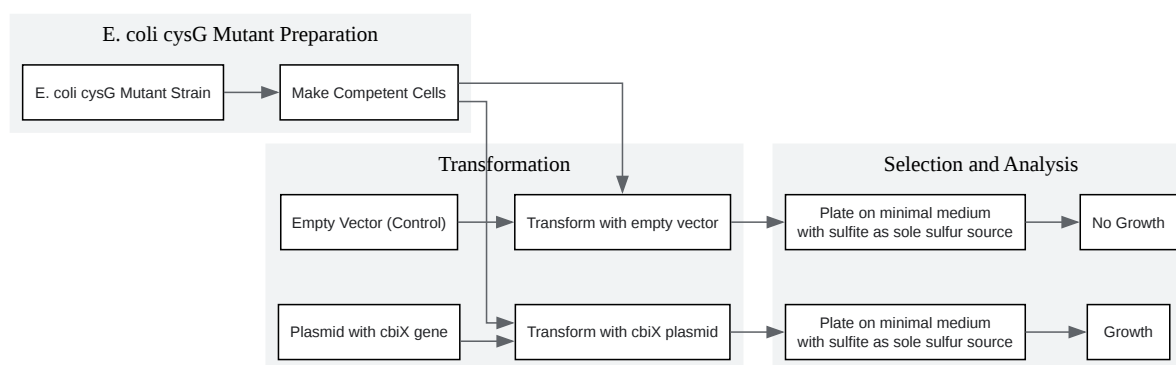 E. coli cysG Mutant Preparation
E. coli cysG Mutant Strain
Make Competent Cells
Transformation
Selection and Analysis
Empty Vector (Control)
Transform with empty vector
Plate on minimal medium
with sulfite as sole sulfur source
No Growth
Plasmid with cbiX gene
Transform with cbiX plasmid
Plate on minimal medium
with sulfite as sole sulfur source
Growth